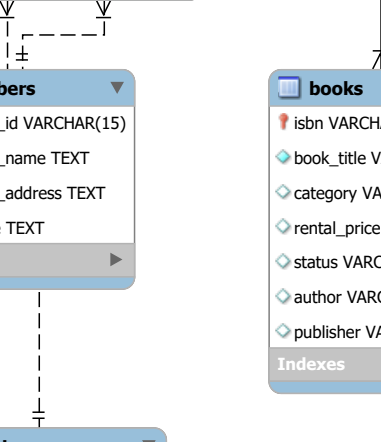 bers
_id VARCHAR(15)
_name TEXT
_address TEXT
TEXT
books
isbn VARCHA
book_title V
category VA
rental_price
status VARC
author VARC
publisher VA
Indexes